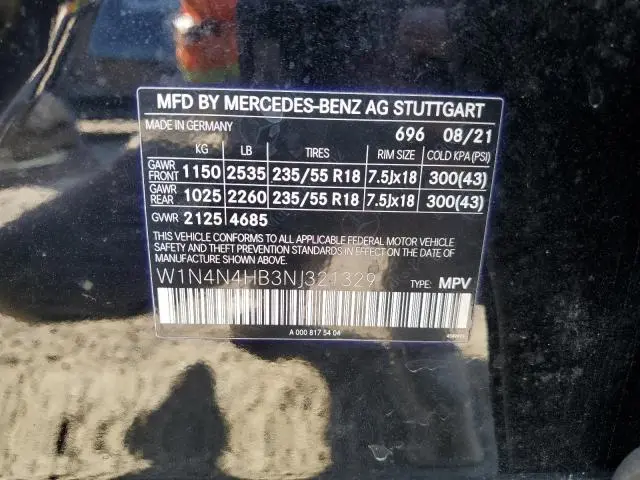 MFD BY MERCEDES-BENZ AG STUTTGART
MADE IN GERMANY 696 08/21
KG LB TIRES RIM SIZE COLD KPA (PSI)
GAWR FRONT 1150 2535 235/55 R18 7.5Jx18 300(43)
GAWR REAR 1025 2260 235/55 R18 7.5Jx18 300(43)
GVWR 2125 4685
THIS VEHICLE CONFORMS TO ALL APPLICABLE FEDERAL MOTOR VEHICLE
SAFETY AND THEFT PREVENTION STANDARDS IN EFFECT ON THE DATE
OF MANUFACTURE SHOWN ABOVE.
W1N4N4HB3NJ321329 TYPE: MPV
A 000 817 54 04